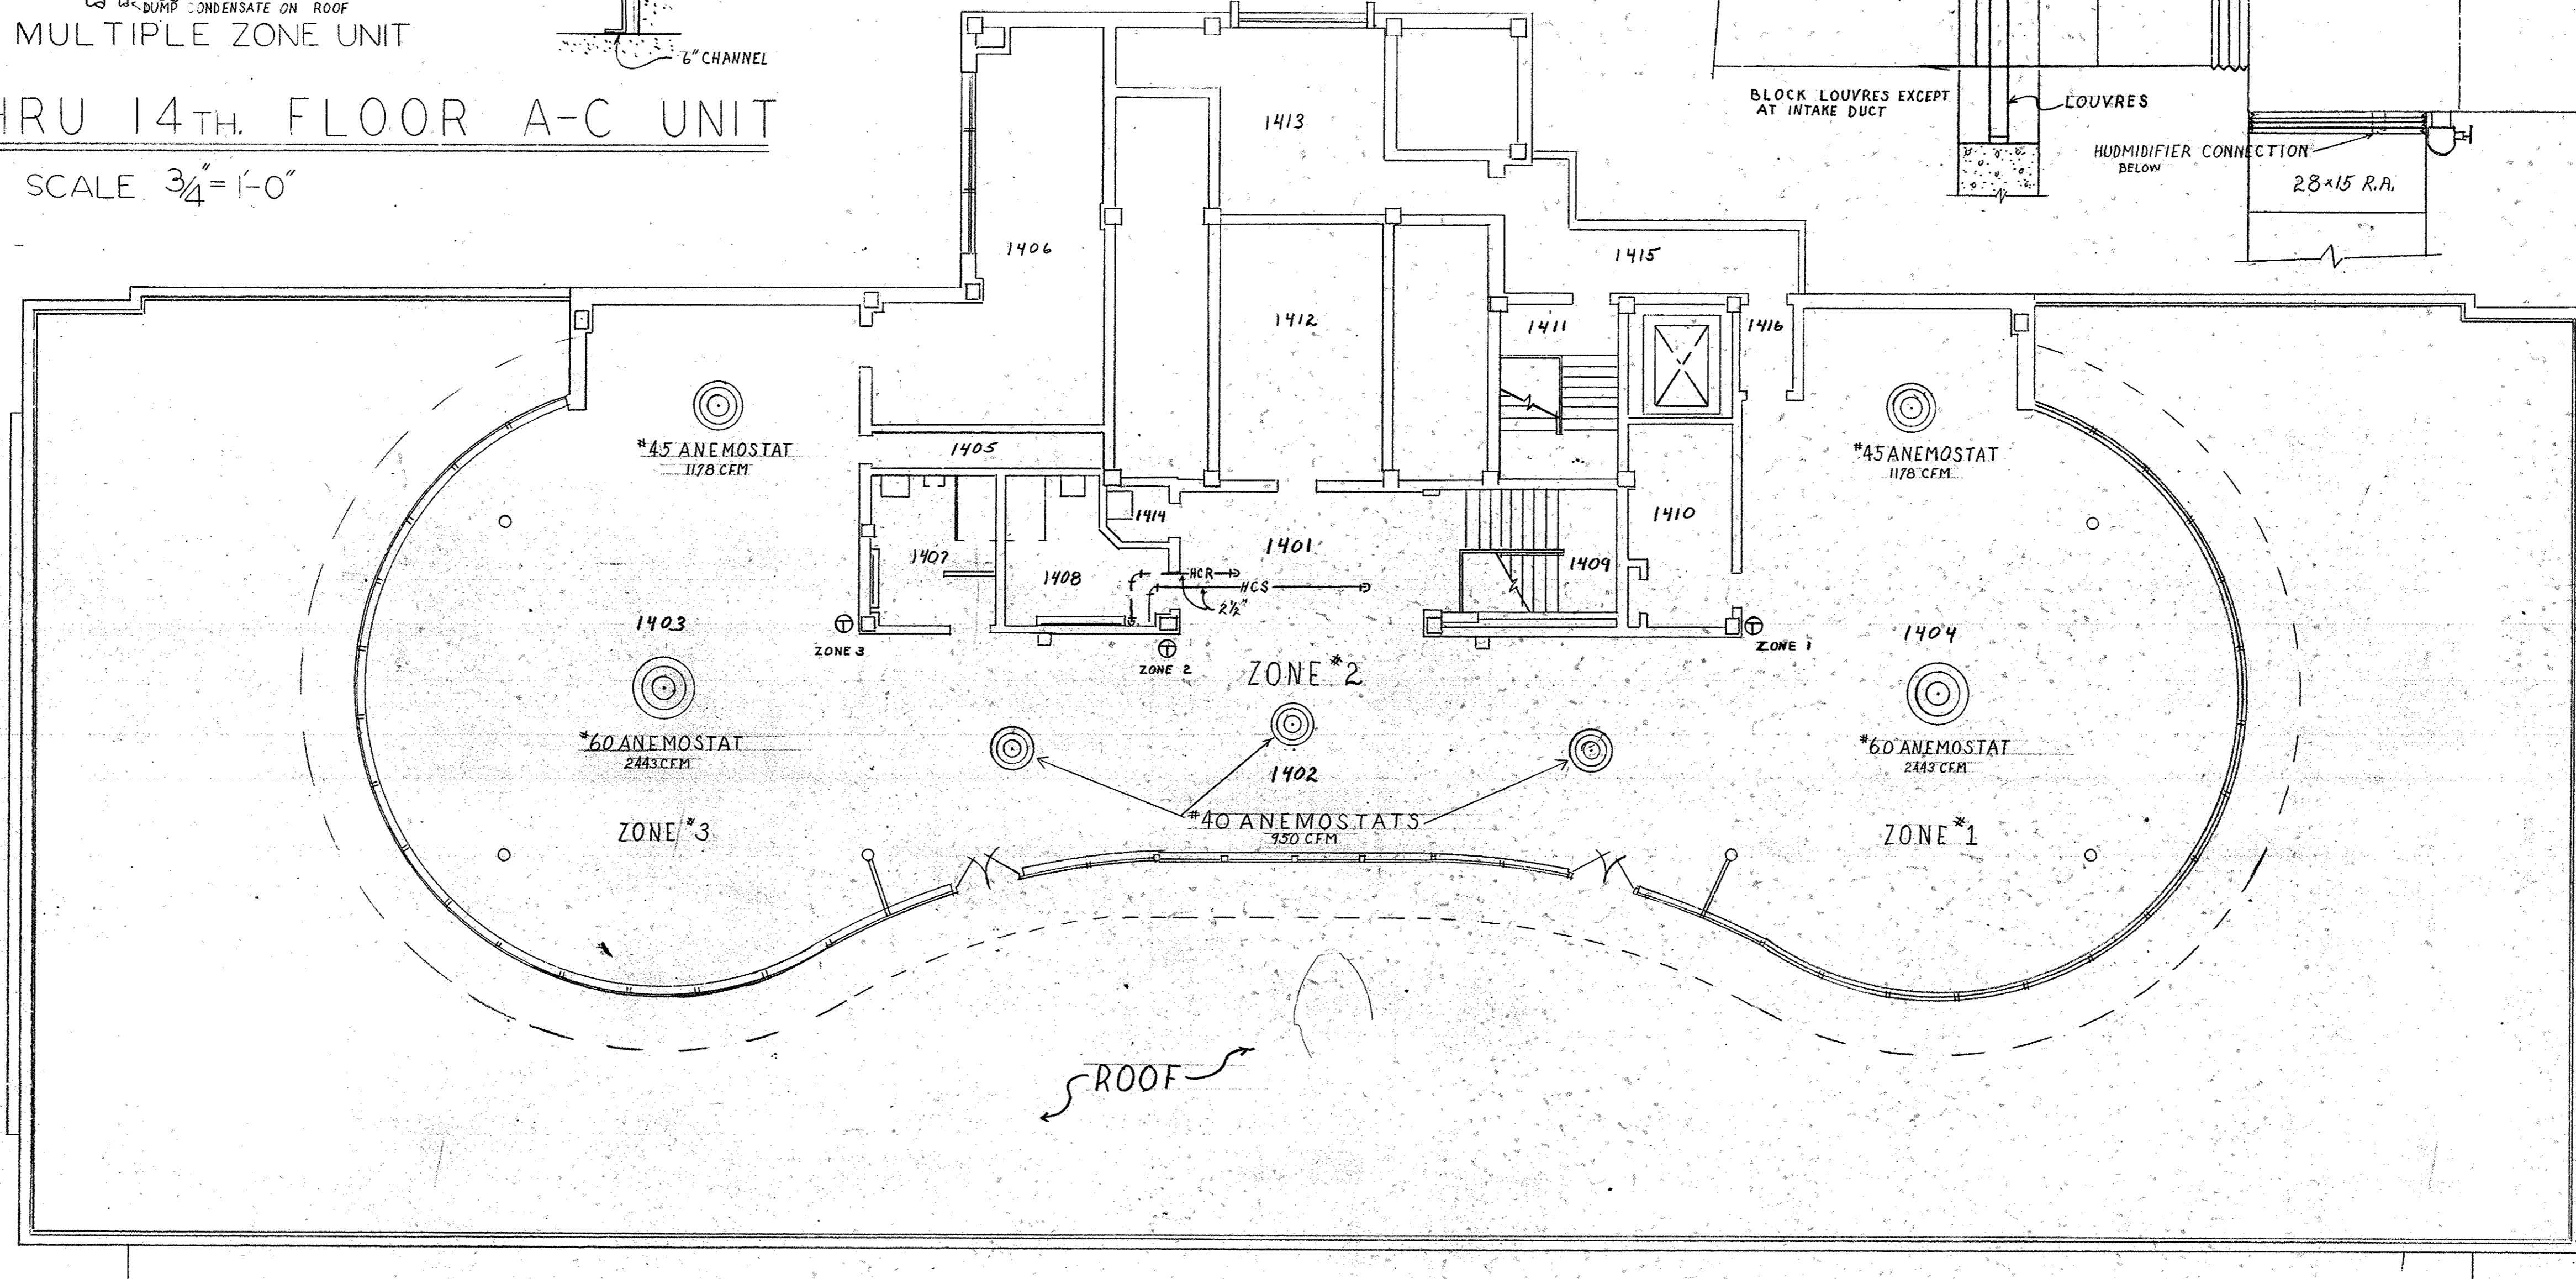 DUMP CONDENSATE ON ROOF
MULTIPLE ZONE UNIT
6" CHANNEL
HRU 14TH. FLOOR A-C UNIT
SCALE 3/4"=1'-0"
BLOCK LOUVRES EXCEPT
AT INTAKE DUCT
LOUVRES
HUDMIDIFIER CONNECTION
BELOW
28×15 R.A.
1413
1406
1415
1412
1411
1416
#45 ANEMOSTAT
1178 CFM
1405
#45 ANEMOSTAT
1178 CFM
1414
1410
1401
1407
1408
1409
HCR
HCS
2½"
1403
1404
T
ZONE 3
T
ZONE 2
T
ZONE 1
ZONE #2
#60 ANEMOSTAT
2443 CFM
#60 ANEMOSTAT
2443 CFM
1402
#40 ANEMOSTATS
950 CFM
ZONE #3
ZONE #1
ROOF